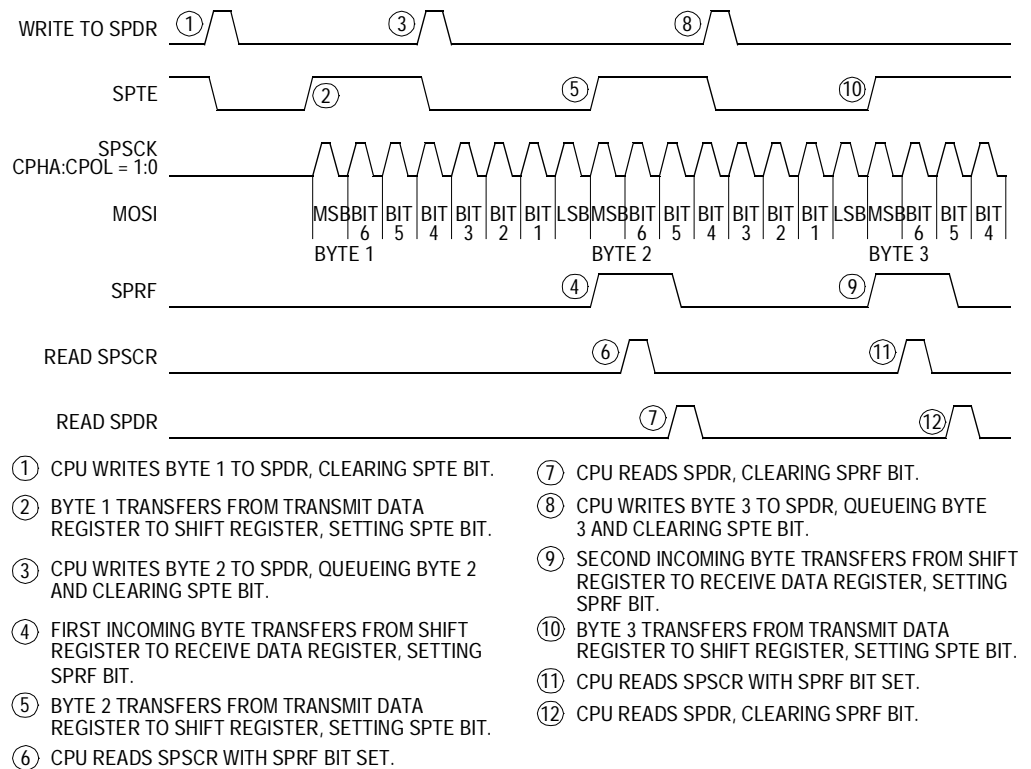 WRITE TO SPDR
1
3
8
SPTE
2
5
10
SPSCK
CPHA:CPOL = 1:0
MOSI
MSB BIT 6 BIT 5 BIT 4 BIT 3 BIT 2 BIT 1 LSB MSB BIT 6 BIT 5 BIT 4 BIT 3 BIT 2 BIT 1 LSB MSB BIT 6 BIT 5 BIT 4
BYTE 1 BYTE 2 BYTE 3
SPRF
4
9
READ SPSCR
6
11
READ SPDR
7
12
1 CPU WRITES BYTE 1 TO SPDR, CLEARING SPTE BIT.
2 BYTE 1 TRANSFERS FROM TRANSMIT DATA
REGISTER TO SHIFT REGISTER, SETTING SPTE BIT.
3 CPU WRITES BYTE 2 TO SPDR, QUEUEING BYTE 2
AND CLEARING SPTE BIT.
4 FIRST INCOMING BYTE TRANSFERS FROM SHIFT
REGISTER TO RECEIVE DATA REGISTER, SETTING
SPRF BIT.
5 BYTE 2 TRANSFERS FROM TRANSMIT DATA
REGISTER TO SHIFT REGISTER, SETTING SPTE BIT.
6 CPU READS SPSCR WITH SPRF BIT SET.
7 CPU READS SPDR, CLEARING SPRF BIT.
8 CPU WRITES BYTE 3 TO SPDR, QUEUEING BYTE
3 AND CLEARING SPTE BIT.
9 SECOND INCOMING BYTE TRANSFERS FROM SHIFT
REGISTER TO RECEIVE DATA REGISTER, SETTING
SPRF BIT.
10 BYTE 3 TRANSFERS FROM TRANSMIT DATA
REGISTER TO SHIFT REGISTER, SETTING SPTE BIT.
11 CPU READS SPSCR WITH SPRF BIT SET.
12 CPU READS SPDR, CLEARING SPRF BIT.